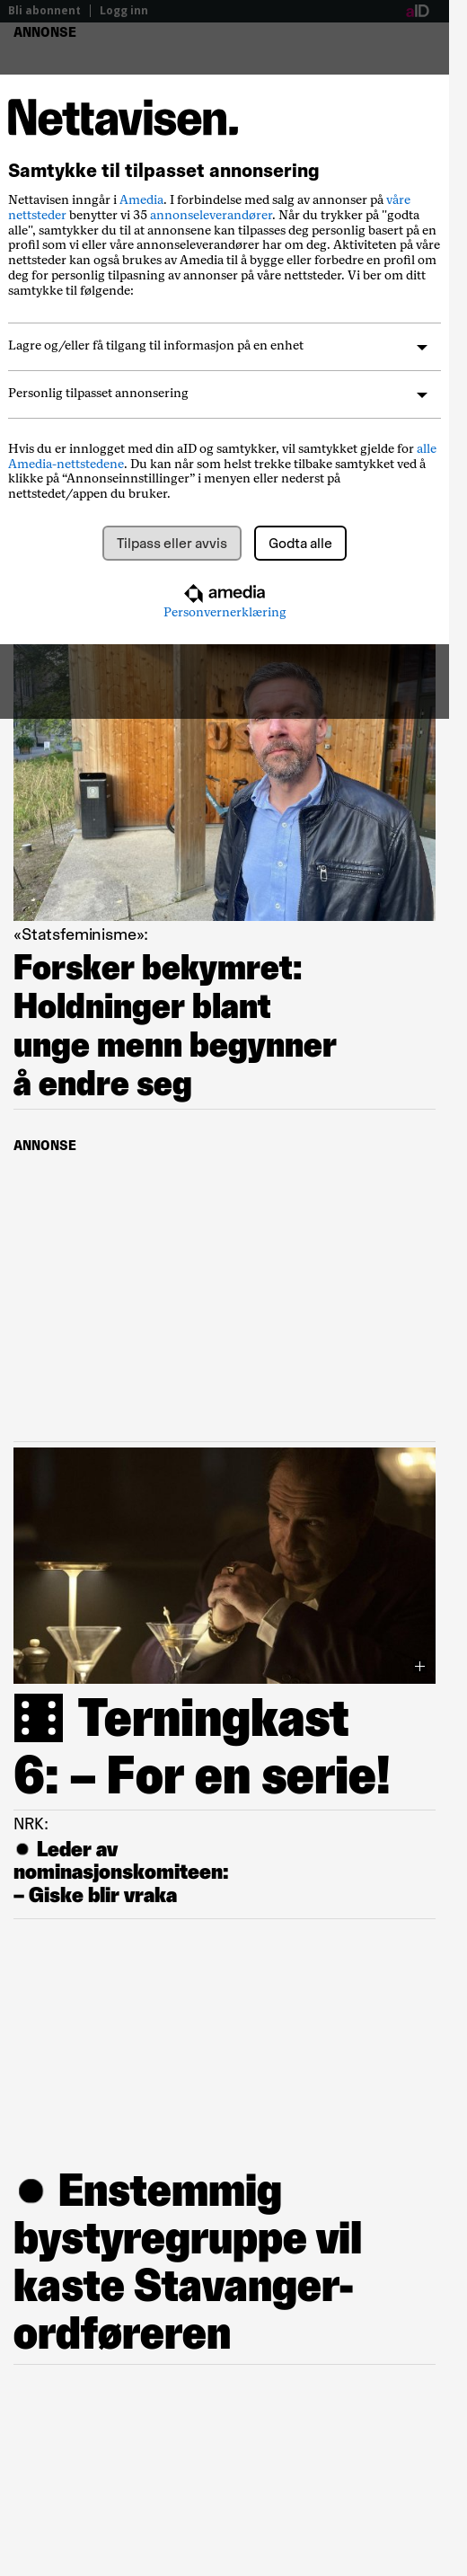 Bli abonnent | Logg inn aID
ANNONSE
Nettavisen.
Samtykke til tilpasset annonsering
Nettavisen inngår i Amedia. I forbindelse med salg av annonser på våre
nettsteder benytter vi 35 annonseleverandører. Når du trykker på "godta
alle", samtykker du til at annonsene kan tilpasses deg personlig basert på en
profil som vi eller våre annonseleverandører har om deg. Aktiviteten på våre
nettsteder kan også brukes av Amedia til å bygge eller forbedre en profil om
deg for personlig tilpasning av annonser på våre nettsteder. Vi ber om ditt
samtykke til følgende:
Lagre og/eller få tilgang til informasjon på en enhet
Personlig tilpasset annonsering
Hvis du er innlogget med din aID og samtykker, vil samtykket gjelde for alle
Amedia-nettstedene. Du kan når som helst trekke tilbake samtykket ved å
klikke på “Annonseinnstillinger” i menyen eller nederst på
nettstedet/appen du bruker.
Tilpass eller avvis Godta alle
amedia
Personvernerklæring
«Statsfeminisme»:
Forsker bekymret:
Holdninger blant
unge menn begynner
å endre seg
ANNONSE
Terningkast
6: – For en serie!
NRK:
Leder av
nominasjonskomiteen:
– Giske blir vraka
Enstemmig
bystyregruppe vil
kaste Stavanger-
ordføreren